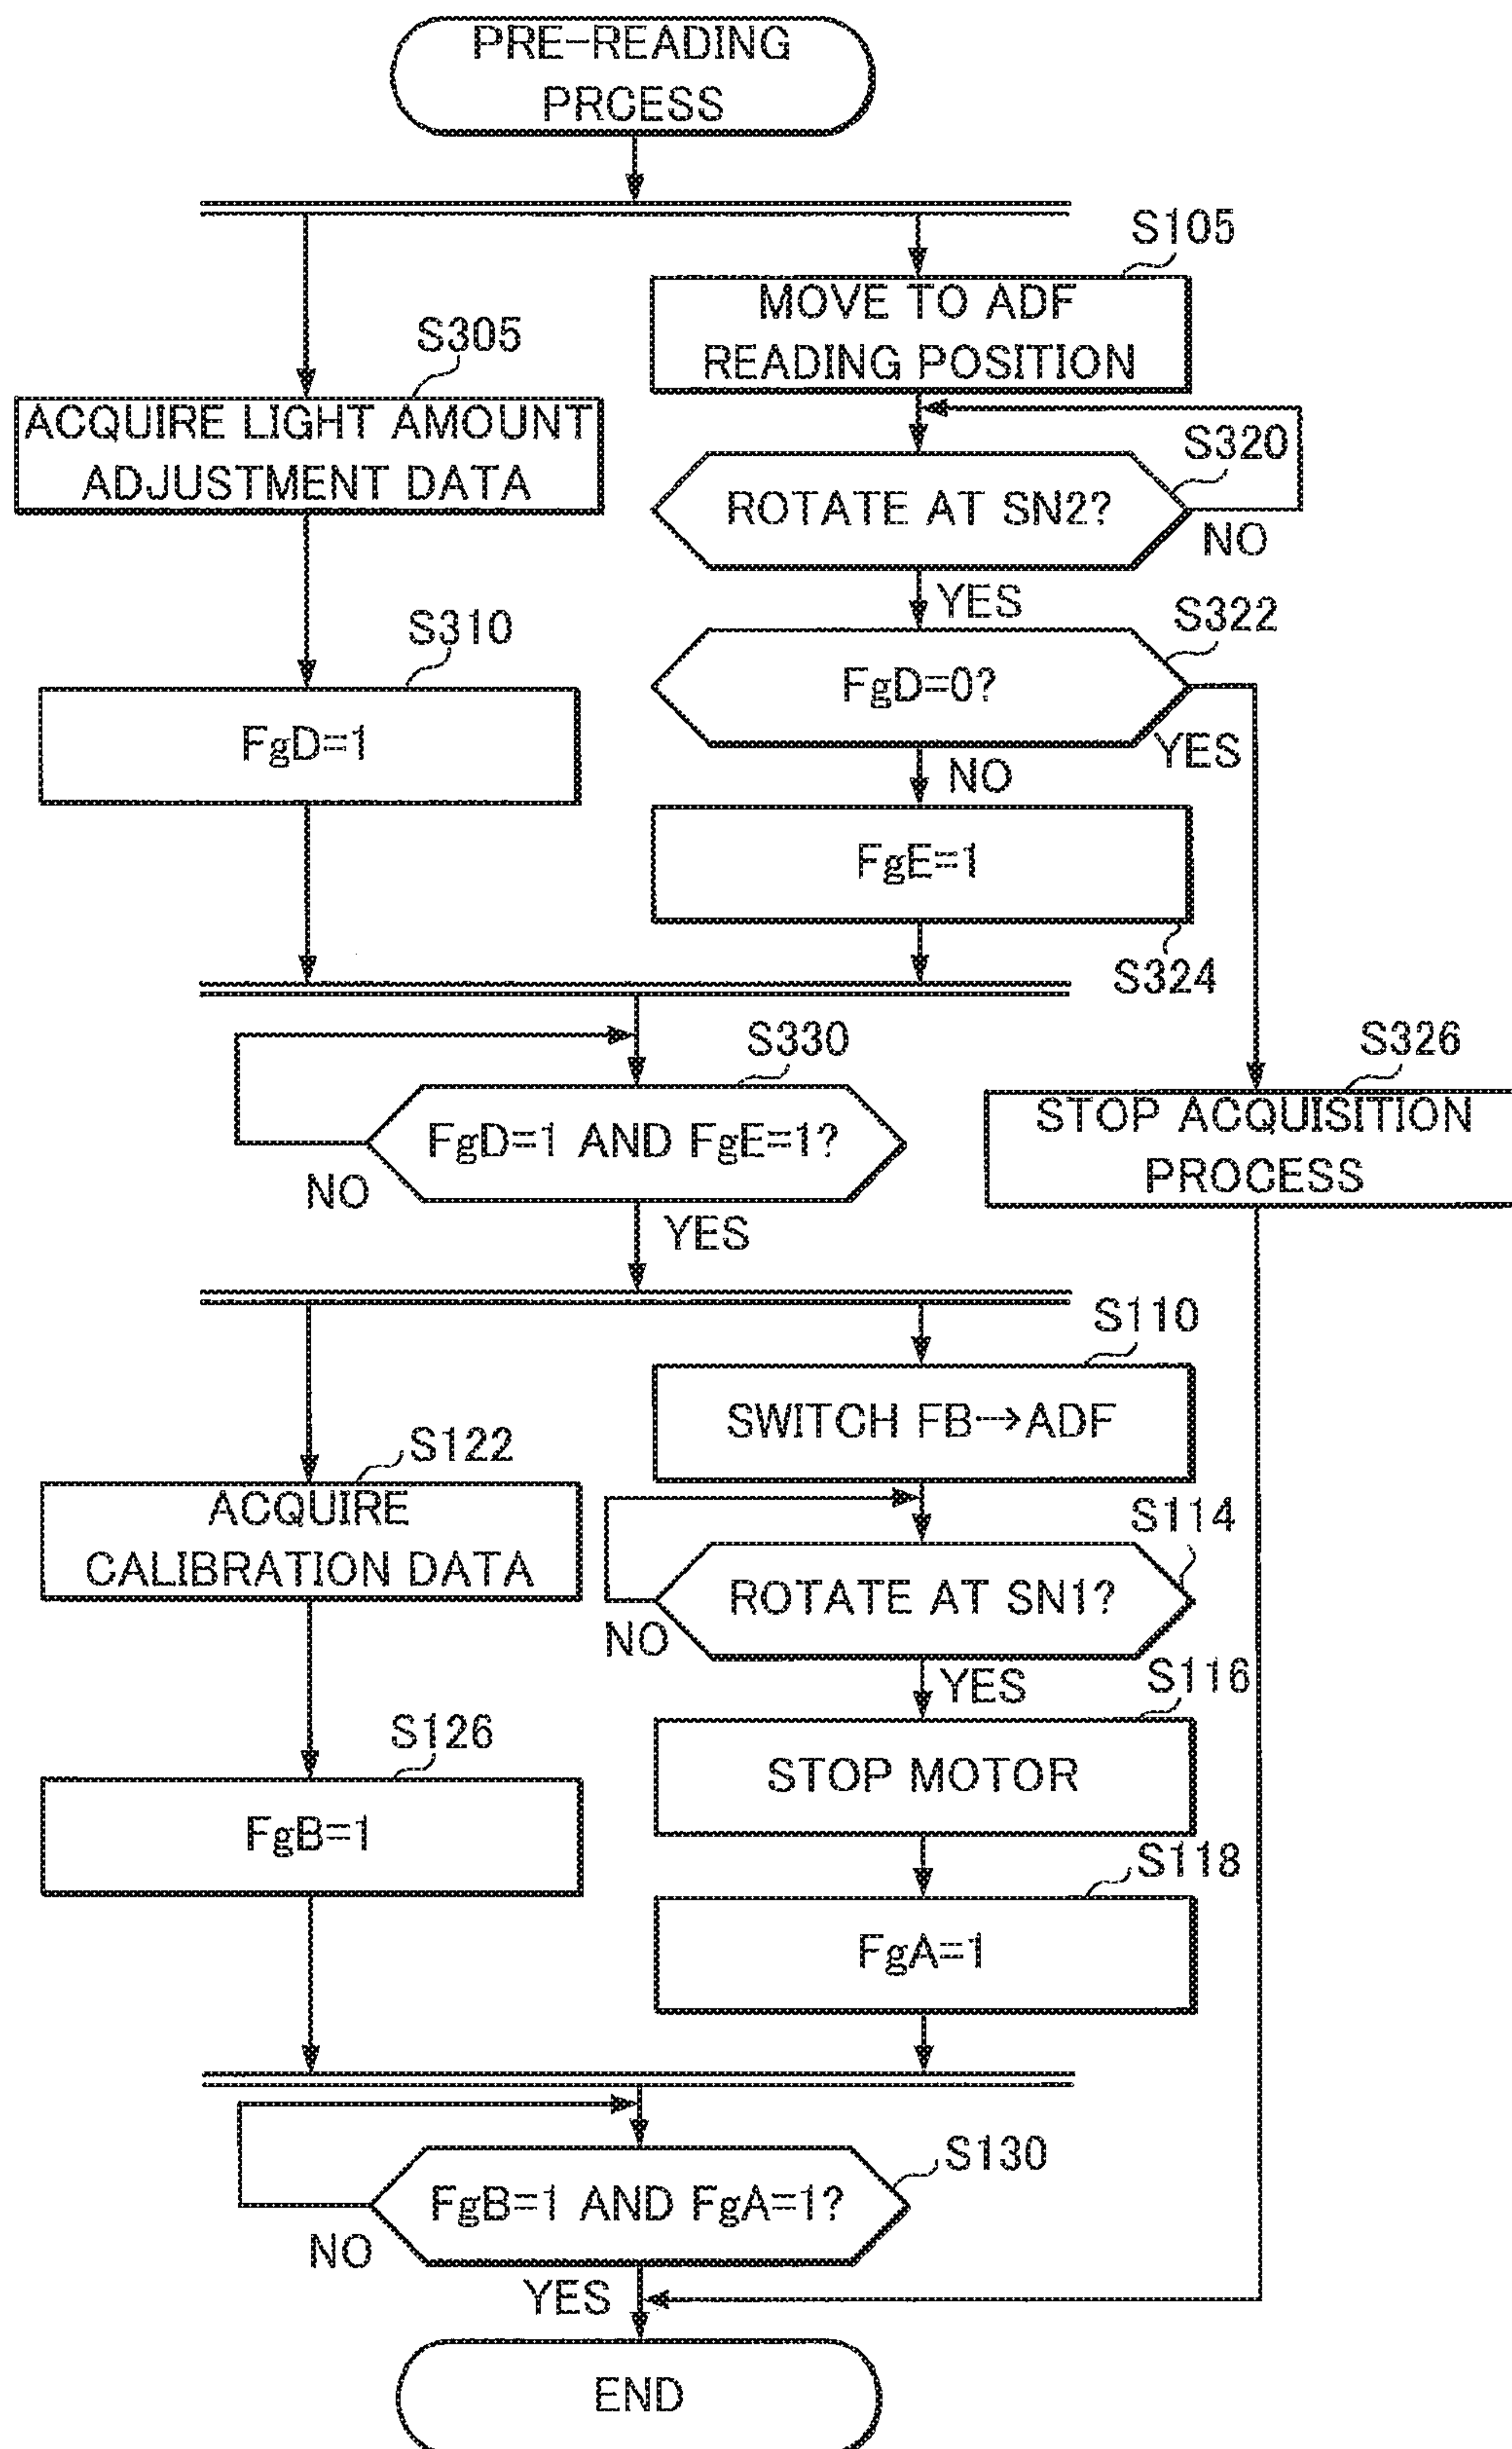 PRE-READING
PRCESS
S105
MOVE TO ADF
READING POSITION
S305
ACQUIRE LIGHT AMOUNT
ADJUSTMENT DATA
S320
ROTATE AT SN2?
NO
YES
S310
FgD=1
S322
FgD=0?
YES
NO
FgE=1
S324
S330
FgD=1 AND FgE=1?
NO
YES
S326
STOP ACQUISITION
PROCESS
S110
SWITCH FB→ADF
S122
ACQUIRE
CALIBRATION DATA
S114
ROTATE AT SN1?
NO
YES
S116
STOP MOTOR
S126
FgB=1
S118
FgA=1
S130
FgB=1 AND FgA=1?
NO
YES
END